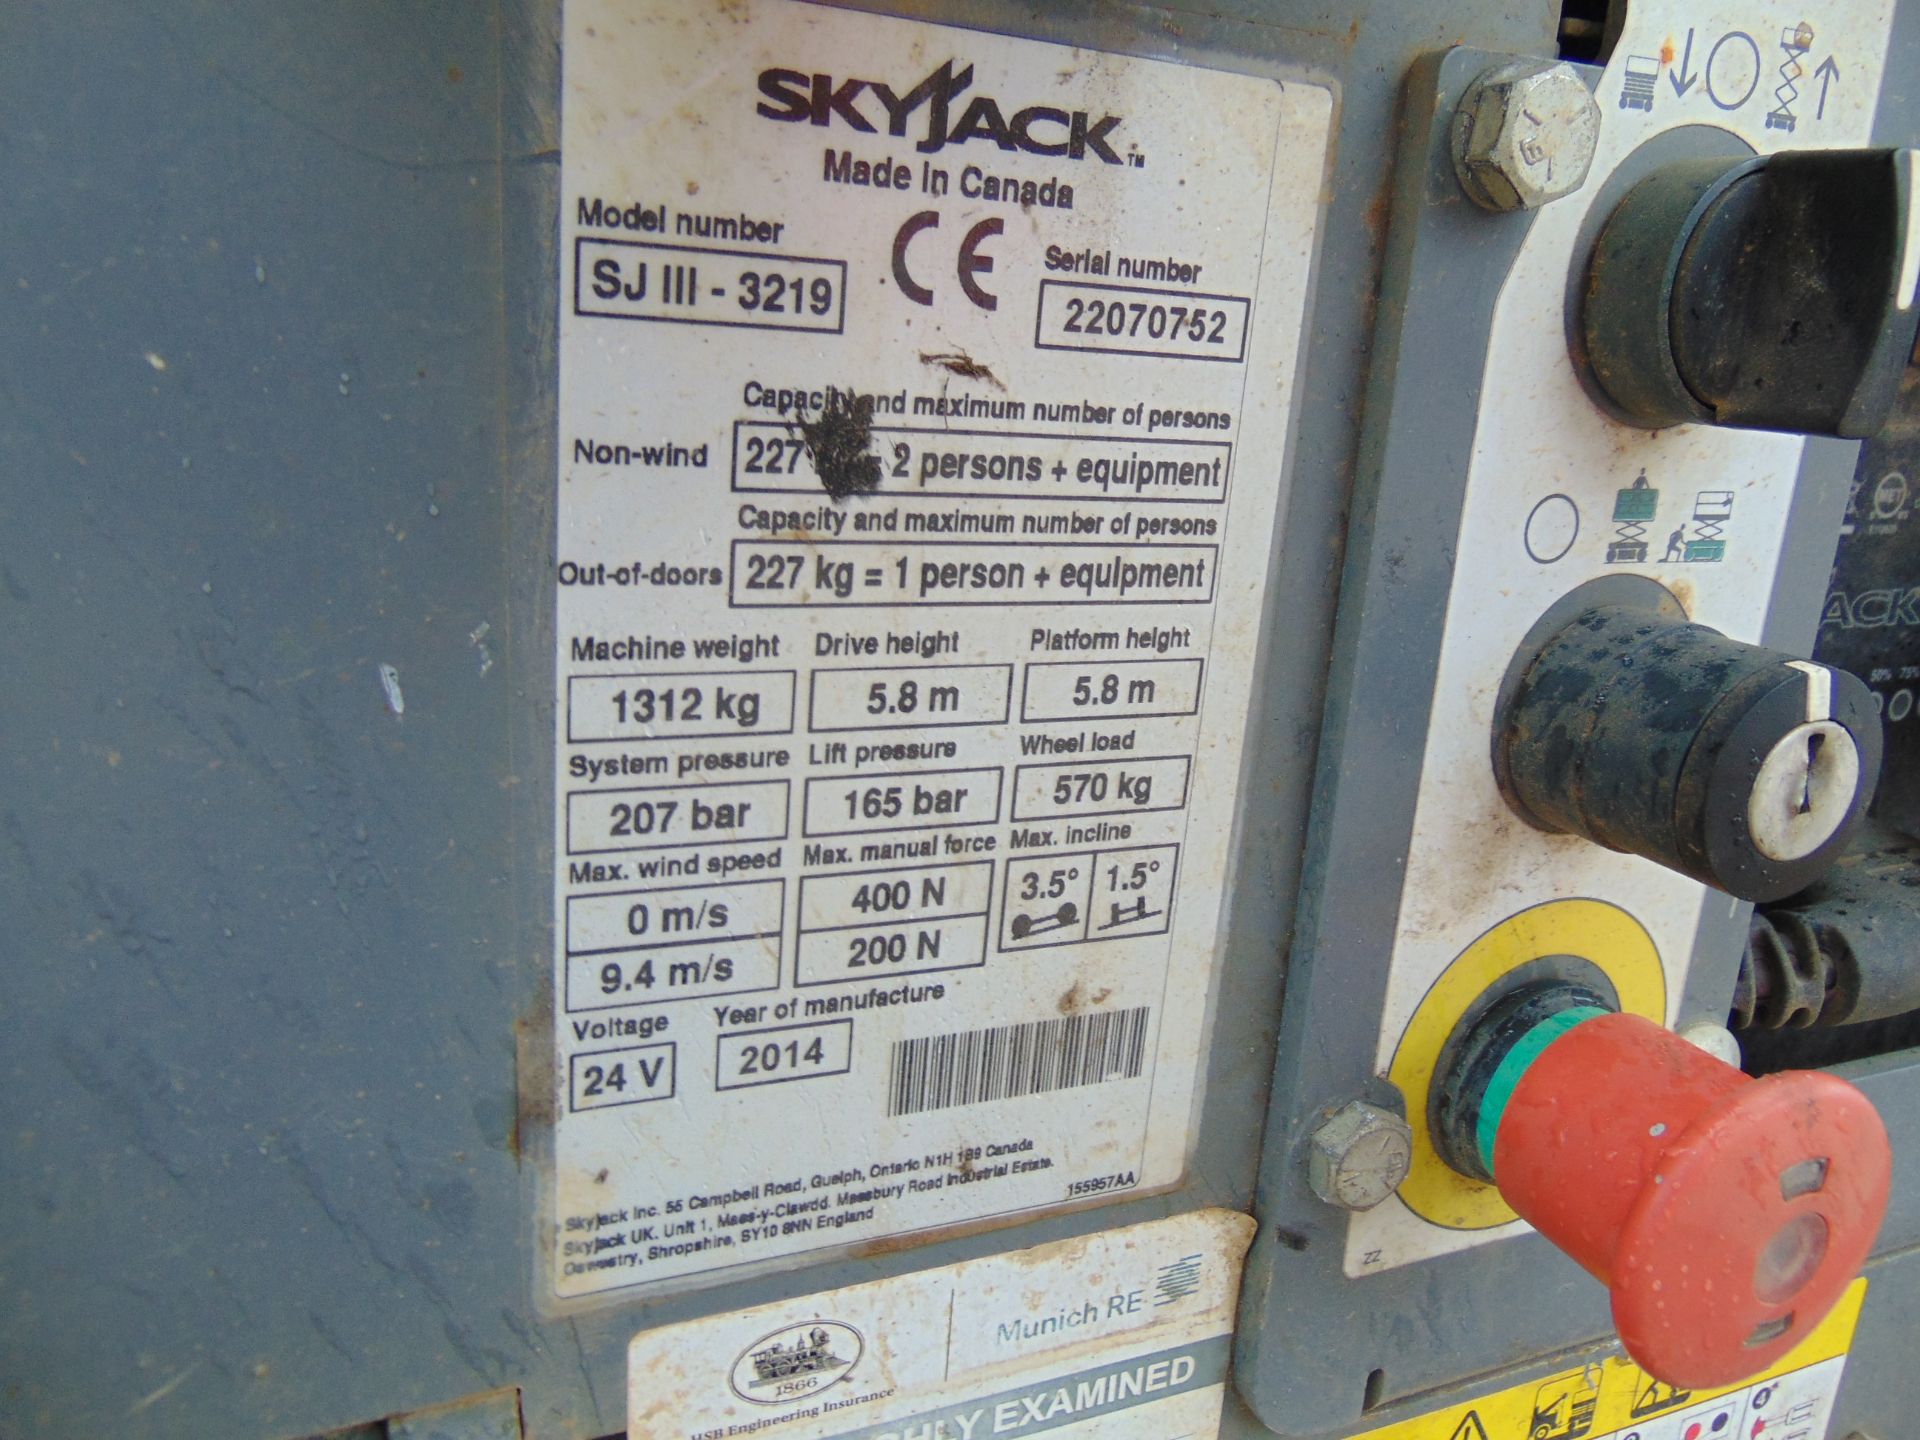 SKYJACK TM
Made in Canada
Model number
SJ III - 3219
CE
Serial number
22070752
Capacity and maximum number of persons
Non-wind
227 = 2 persons + equipment
Capacity and maximum number of persons
Out-of-doors
227 kg = 1 person + equipment
Machine weight Drive height Platform height
1312 kg 5.8 m 5.8 m
System pressure Lift pressure Wheel load
207 bar 165 bar 570 kg
Max. wind speed Max. manual force Max. incline
0 m/s 400 N 3.5° 1.5°
9.4 m/s 200 N
Voltage Year of manufacture
24 V 2014
Skyjack Inc. 55 Campbell Road, Guelph, Ontario N1H 1B9 Canada
Skyjack UK. Unit 1, Maes-y-Clawdd. Maesbury Road Industrial Estate.
Oswestry, Shropshire, SY10 8NN England
155957AA
1866
HSB Engineering Insurance
Munich RE
EXAMINED
ZZ
ACK